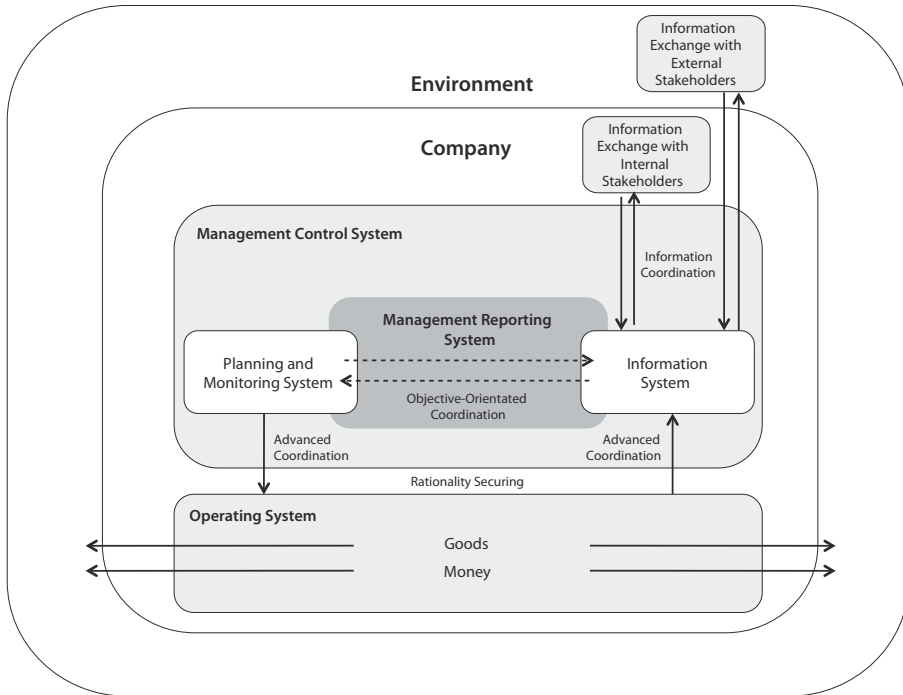 Information
Exchange with
External
Stakeholders
Environment
Company
Information
Exchange with
Internal
Stakeholders
Management Control System
Information
Coordination
Management Reporting
System
Planning and
Monitoring System
Information
System
Objective-Orientated
Coordination
Advanced
Coordination
Advanced
Coordination
Rationality Securing
Operating System
Goods
Money